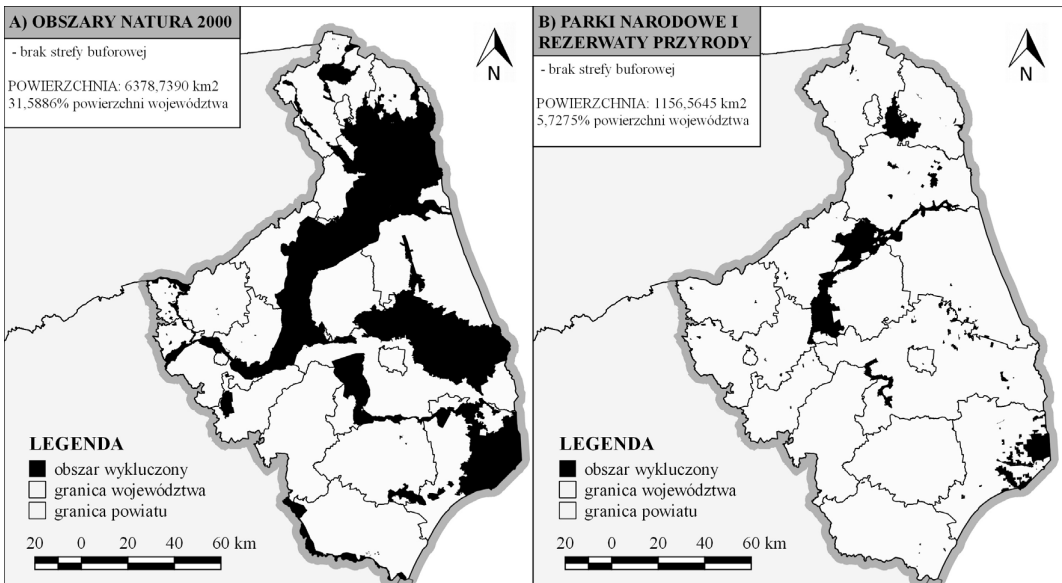 A) OBSZARY NATURA 2000
- brak strefy buforowej
POWIERZCHNIA: 6378,7390 km2
31,5886% powierzchni województwa
N
LEGENDA
obszar wykluczony
granica województwa
granica powiatu
20 0 20 40 60 km
B) PARKI NARODOWE I
REZERWATY PRZYRODY
- brak strefy buforowej
POWIERZCHNIA: 1156,5645 km2
5,7275% powierzchni województwa
N
LEGENDA
obszar wykluczony
granica województwa
granica powiatu
20 0 20 40 60 km